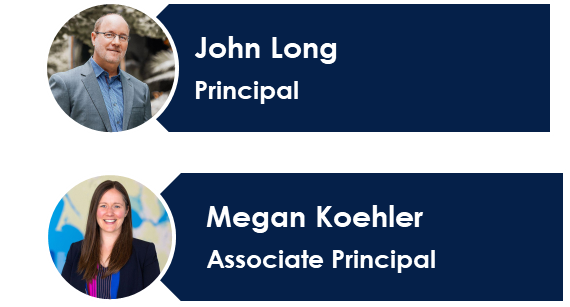 John Long
Principal
Megan Koehler
Associate Principal